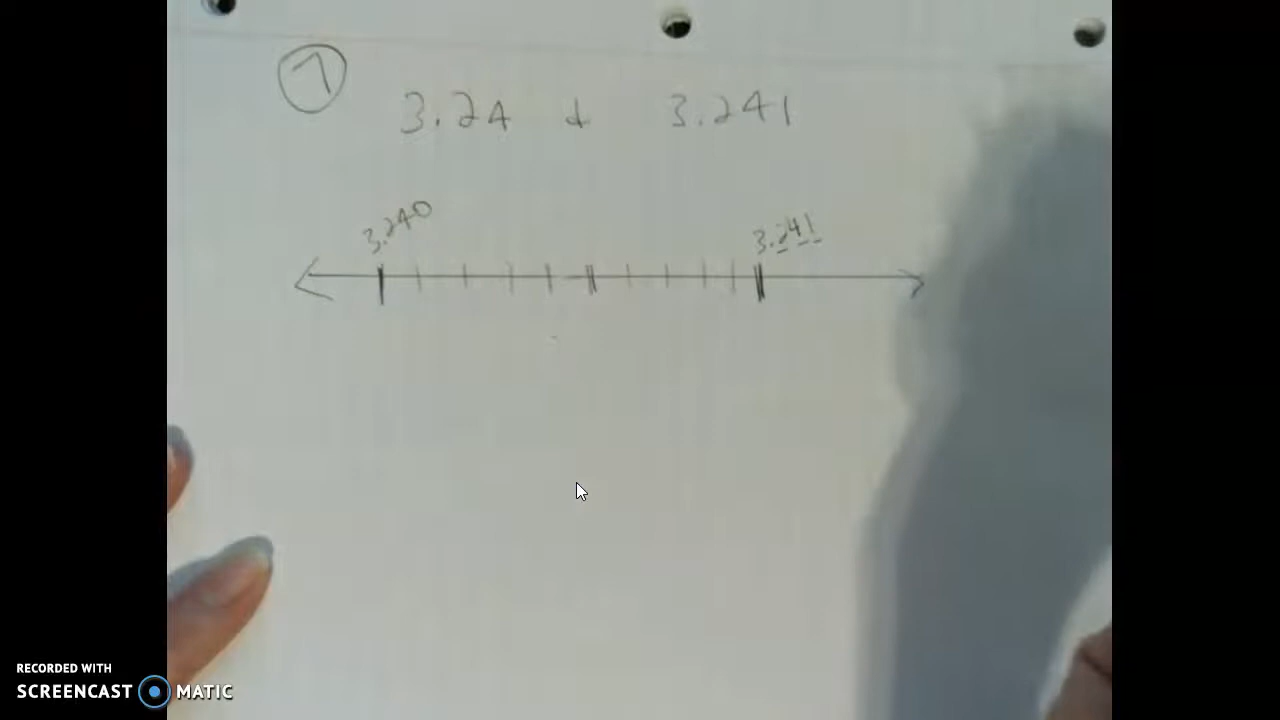 7
3.24 & 3.241
3.240 3.241
RECORDED WITH
SCREENCAST MATIC